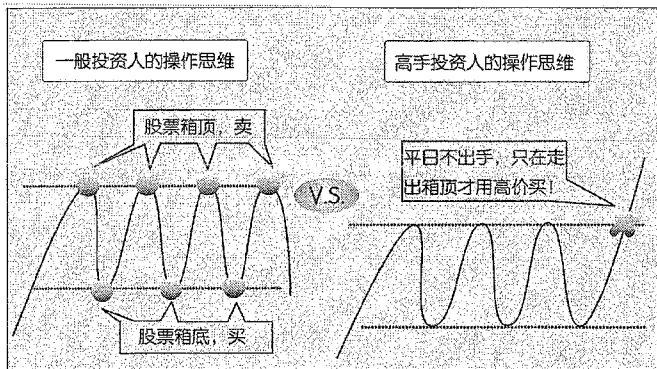 一般投资人的操作思维
高手投资人的操作思维
股票箱顶，卖
平日不出手，只在走
出箱顶才用高价买！
V.S.
股票箱底，买